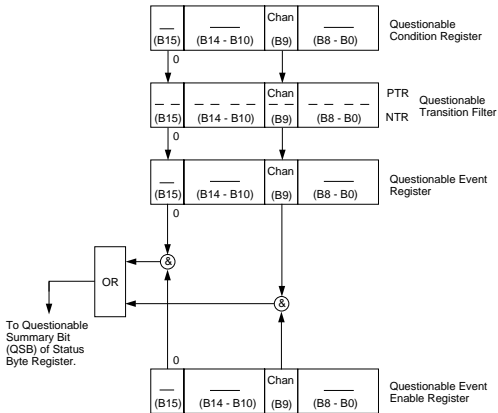 Chan
(B15) (B14 - B10) (B9) (B8 - B0)
Questionable
Condition Register
0
Chan
(B15) (B14 - B10) (B9) (B8 - B0)
PTR
NTR
Questionable
Transition Filter
0
Chan
(B15) (B14 - B10) (B9) (B8 - B0)
Questionable Event
Register
0
&
OR
&
To Questionable
Summary Bit
(QSB) of Status
Byte Register.
0
Chan
(B15) (B14 - B10) (B9) (B8 - B0)
Questionable Event
Enable Register